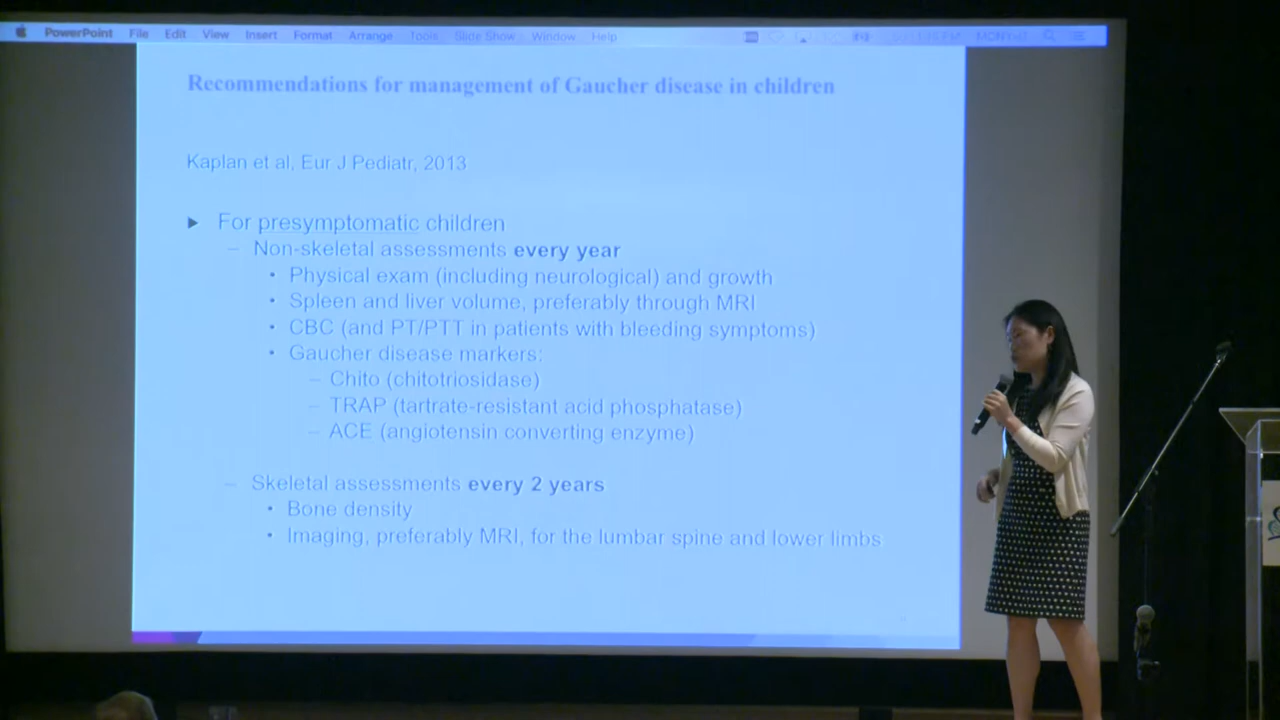 PowerPoint File Edit View Insert Format Arrange Tools Slide Show Window Help
Recommendations for management of Gaucher disease in children
Kaplan et al, Eur J Pediatr, 2013
► For presymptomatic children
– Non-skeletal assessments every year
• Physical exam (including neurological) and growth
• Spleen and liver volume, preferably through MRI
• CBC (and PT/PTT in patients with bleeding symptoms)
• Gaucher disease markers:
– Chito (chitotriosidase)
– TRAP (tartrate-resistant acid phosphatase)
– ACE (angiotensin converting enzyme)
– Skeletal assessments every 2 years
• Bone density
• Imaging, preferably MRI, for the lumbar spine and lower limbs